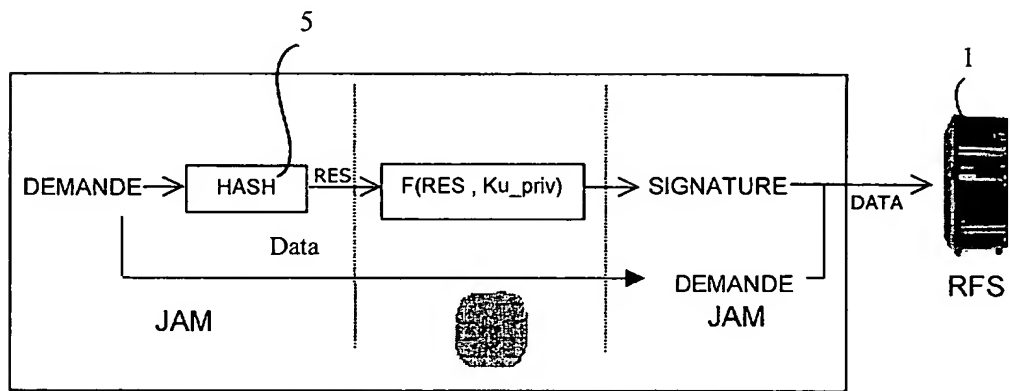 5
1
DEMANDE
HASH
RES
F(RES , Ku_priv)
SIGNATURE
DATA
Data
DEMANDE
RFS
JAM
JAM